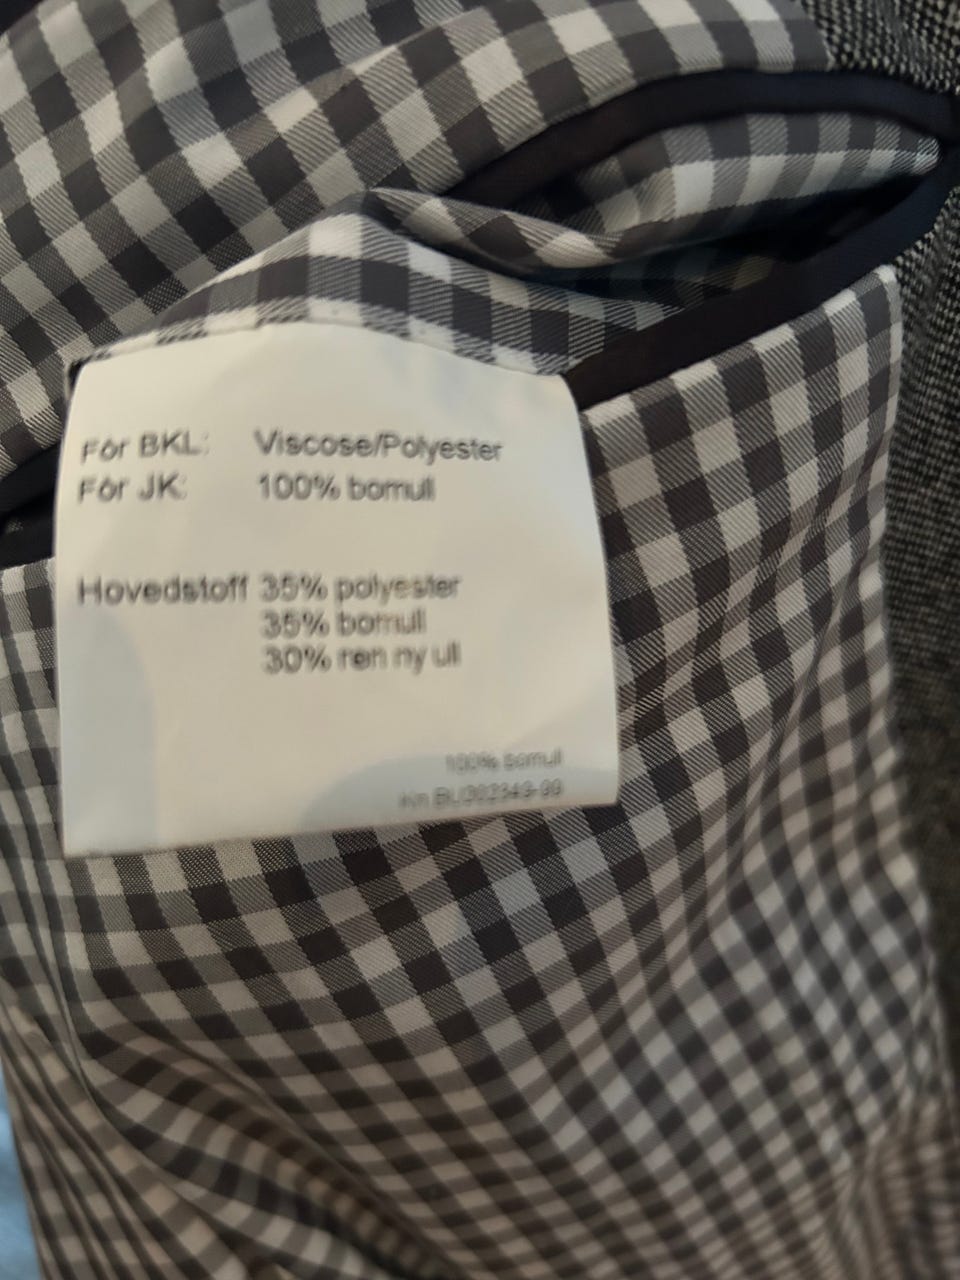 Fôr BKL: Viscose/Polyester
Fôr JK: 100% bomull
Hovedstoff 35% polyester
35% bomull
30% ren ny ull
100% bomull